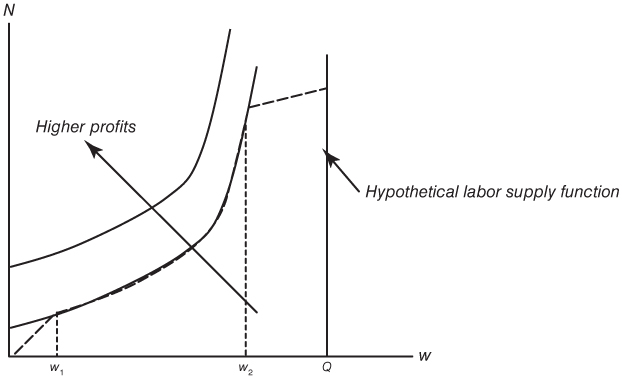 N
Higher profits
Hypothetical labor supply function
w
w1
w2
Q